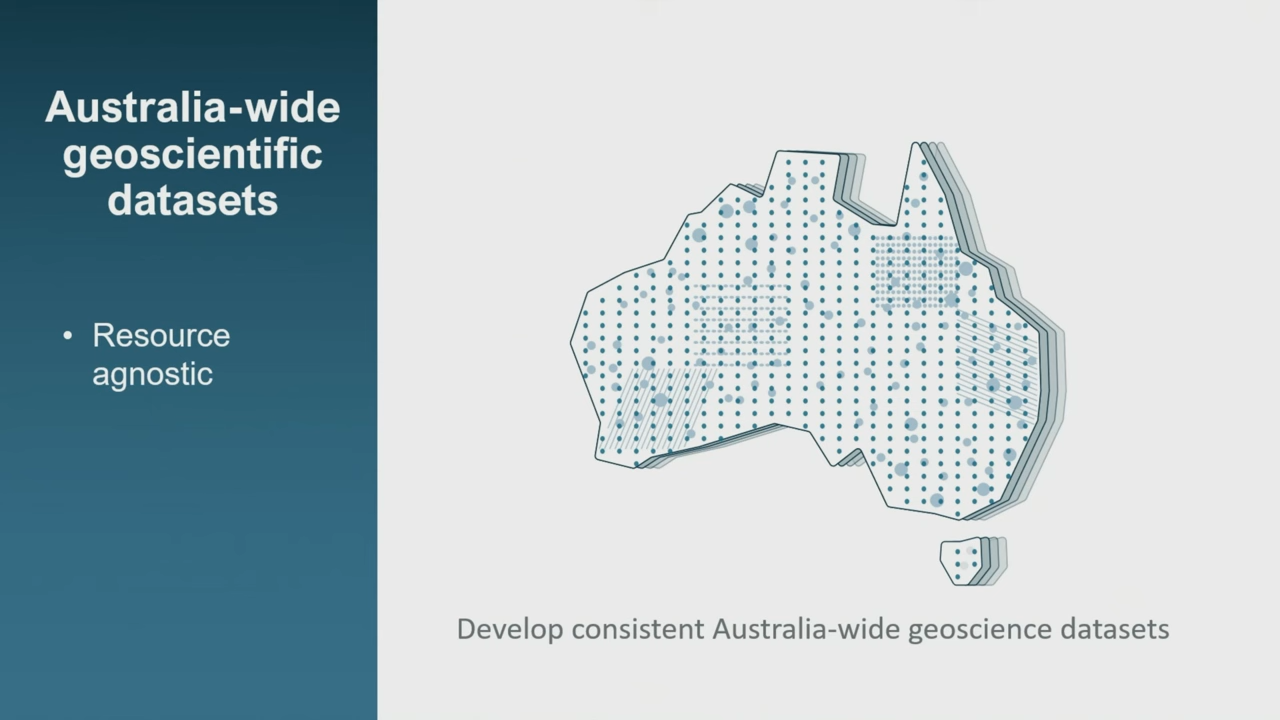 Australia-wide
geoscientific
datasets
• Resource
agnostic
Develop consistent Australia-wide geoscience datasets